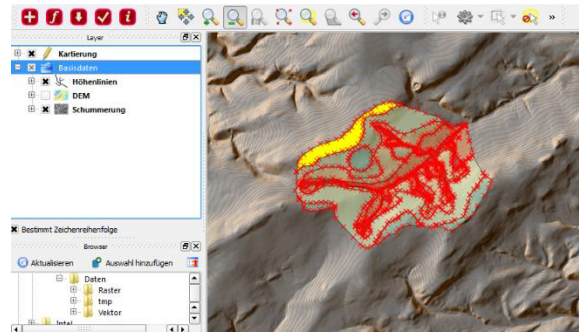 Layer
Kartierung
Basisdaten
Höhenlinien
DEM
Schummerung
Bestimmt Zeichenreihenfolge
Browser
Aktualisieren Auswahl hinzufügen
Daten
Raster
tmp
Vektor
Intel